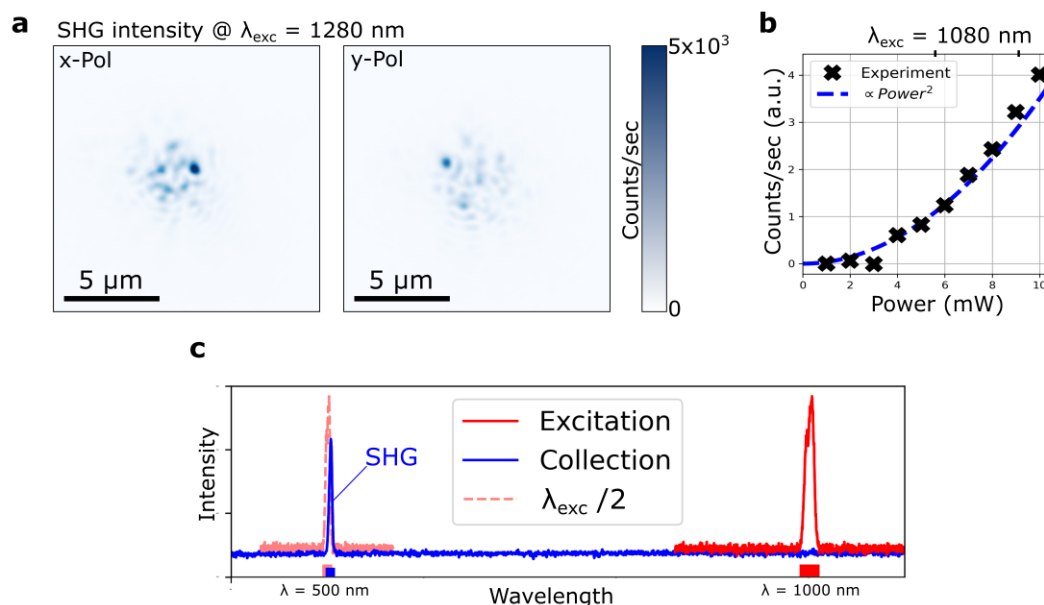 a
SHG intensity @ λexc = 1280 nm
x-Pol
5 μm
y-Pol
5 μm
5x10³
Counts/sec
0
b
λexc = 1080 nm
Experiment
∝ Power²
Counts/sec (a.u.)
4
3
2
1
0
0 2 4 6 8 10
Power (mW)
c
Intensity
SHG
Excitation
Collection
λexc /2
λ = 500 nm
Wavelength
λ = 1000 nm